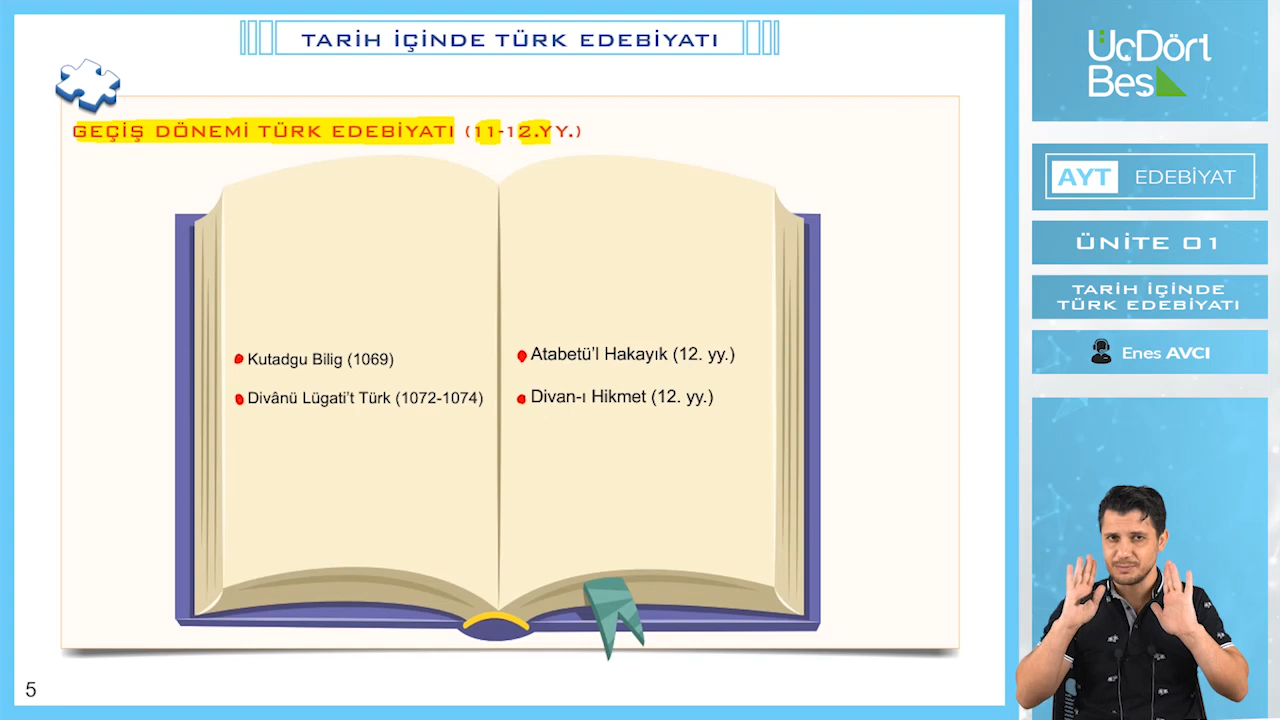 TARİH İÇİNDE TÜRK EDEBİYATI
GEÇİŞ DÖNEMİ TÜRK EDEBİYATI (11-12.YY.)
Kutadgu Bilig (1069)
Divânü Lügati't Türk (1072-1074)
Atabetü'l Hakayık (12. yy.)
Divan-ı Hikmet (12. yy.)
5
ÜçDört
Beş
AYT EDEBİYAT
ÜNİTE 01
TARİH İÇİNDE
TÜRK EDEBİYATI
Enes AVCI